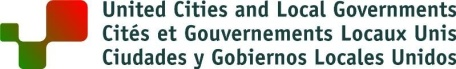 United Cities and Local Governments
Cités et Gouvernements Locaux Unis
Ciudades y Gobiernos Locales Unidos